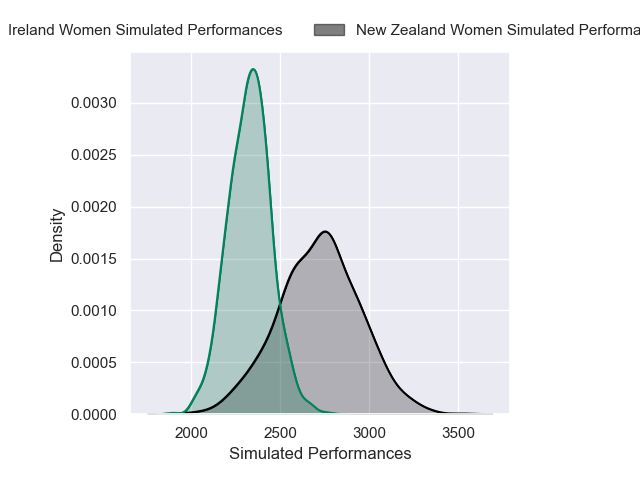 Ireland Women Simulated Performances New Zealand Women Simulated Performa
0.0030
0.0025
0.0020
0.0015
0.0010
0.0005
0.0000
Density
2000 2500 3000 3500
Simulated Performances